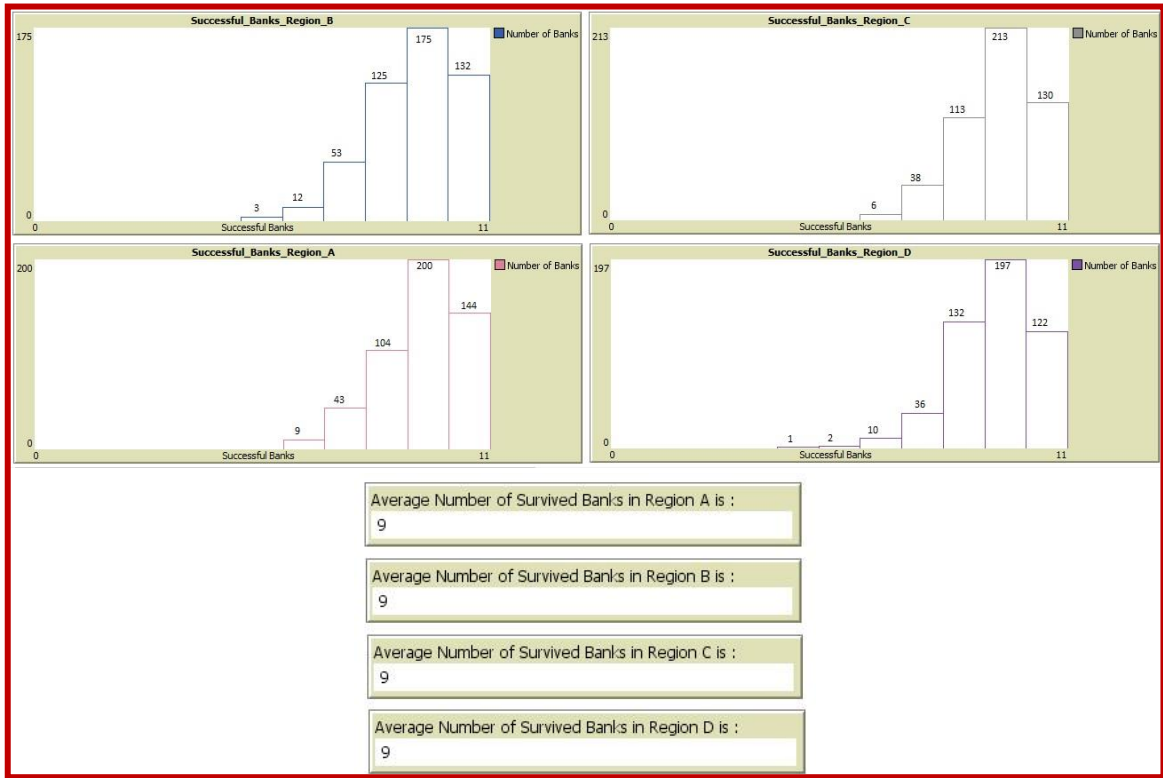 Successful_Banks_Region_B
175
Number of Banks
175
132
125
53
12
3
0
0
Successful Banks
11
Successful_Banks_Region_C
213
Number of Banks
213
130
113
38
6
0
0
Successful Banks
11
Successful_Banks_Region_A
200
Number of Banks
200
144
104
43
9
0
0
Successful Banks
11
Successful_Banks_Region_D
197
Number of Banks
197
132
122
36
10
2
1
0
0
Successful Banks
11
Average Number of Survived Banks in Region A is :
9
Average Number of Survived Banks in Region B is :
9
Average Number of Survived Banks in Region C is :
9
Average Number of Survived Banks in Region D is :
9